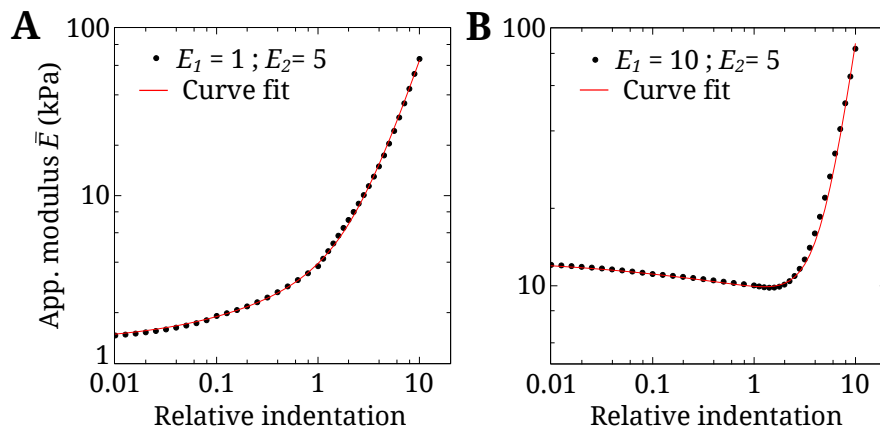 A
100
10
1
App. modulus Ē (kPa)
E₁ = 1 ; E₂= 5
Curve fit
0.01
0.1
1
10
Relative indentation
B
100
10
E₁ = 10 ; E₂= 5
Curve fit
0.01
0.1
1
10
Relative indentation